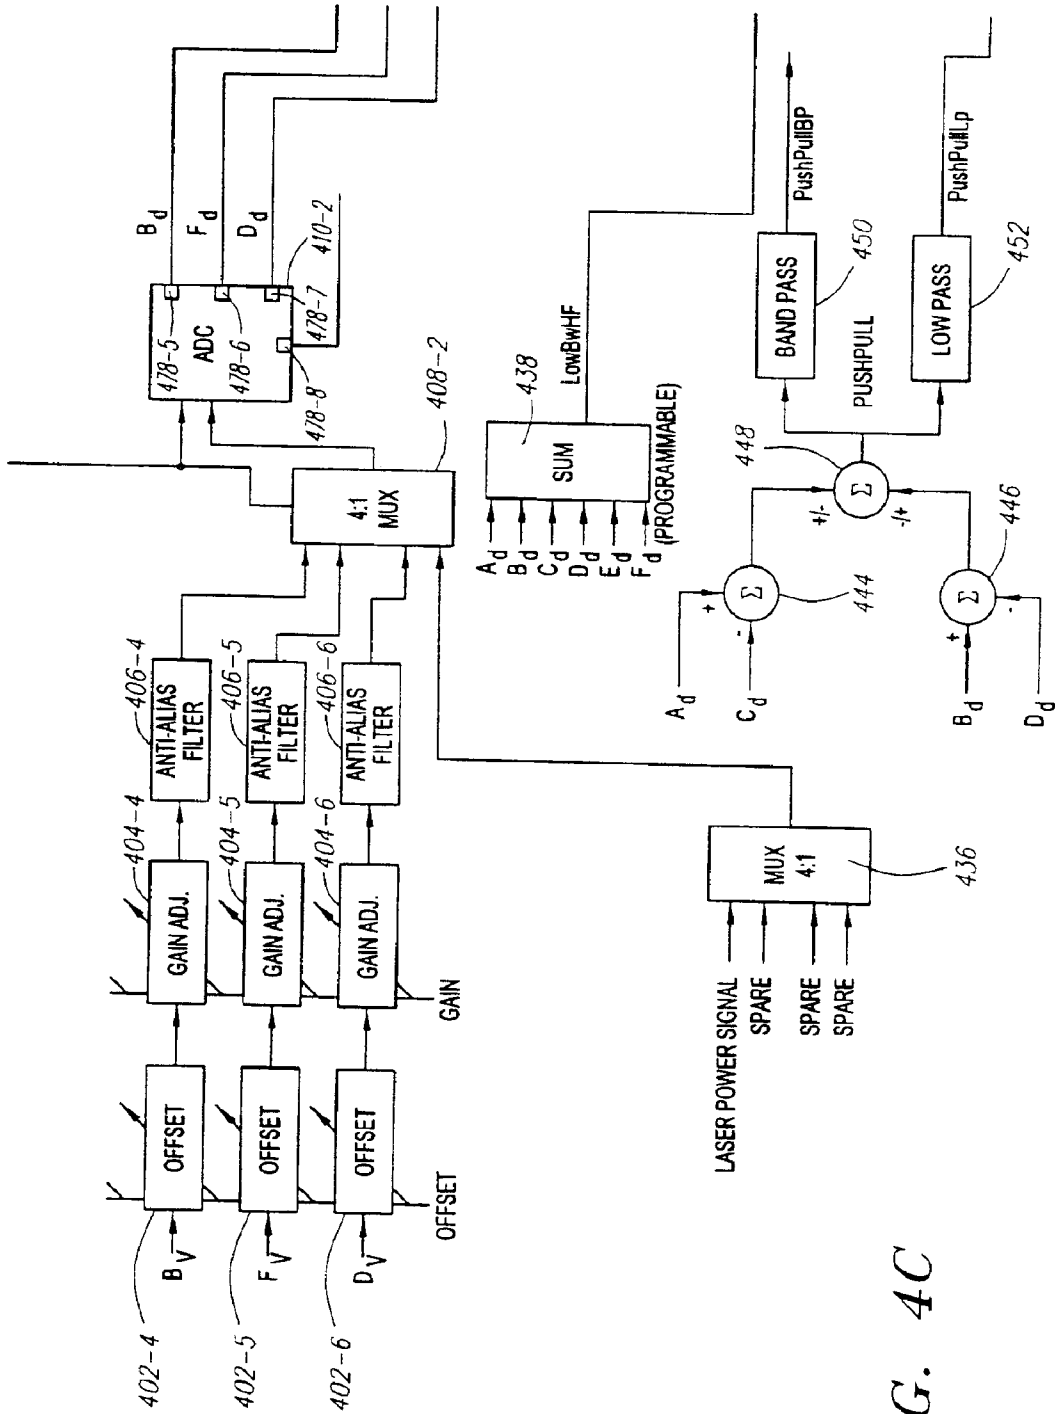 402-4
402-5
402-6
BV
FV
DV
OFFSET
OFFSET
OFFSET
OFFSET
404-4
404-5
404-6
GAIN ADJ.
GAIN ADJ.
GAIN ADJ.
GAIN
406-4
406-5
406-6
ANTI-ALIAS
FILTER
ANTI-ALIAS
FILTER
ANTI-ALIAS
FILTER
4:1
MUX
408-2
ADC
478-5
478-6
478-7
478-8
410-2
Bd
Fd
Dd
LASER POWER SIGNAL
SPARE
SPARE
SPARE
MUX
4:1
436
Ad
Bd
Cd
Dd
Ed
Fd
(PROGRAMMABLE)
SUM
438
LowBwHF
Ad
Cd
+
-
Σ
444
Bd
Dd
+
-
Σ
446
+/-
-/+
Σ
448
PUSHPULL
BAND PASS
450
PushPullBP
LOW PASS
452
PushPullLp
G. 4C